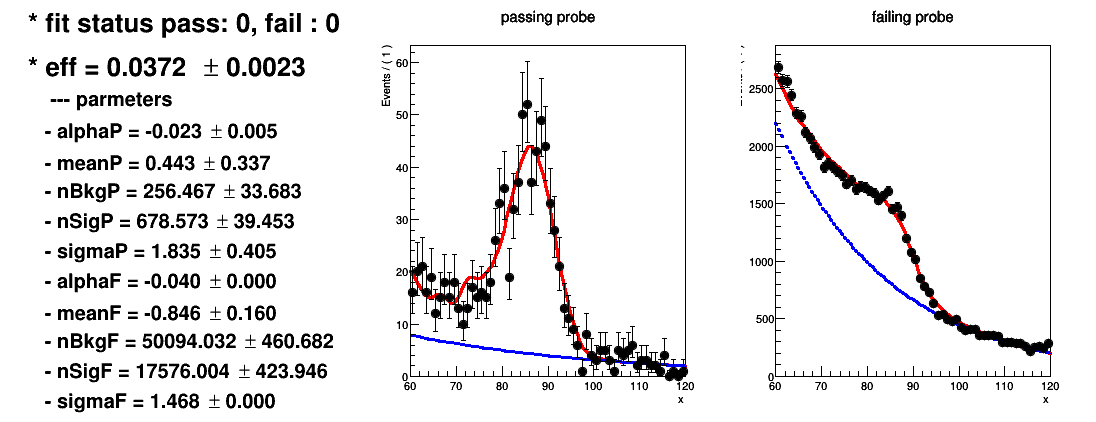 * fit status pass: 0, fail : 0
* eff = 0.0372 ± 0.0023
--- parmeters
- alphaP = -0.023 ± 0.005
- meanP = 0.443 ± 0.337
- nBkgP = 256.467 ± 33.683
- nSigP = 678.573 ± 39.453
- sigmaP = 1.835 ± 0.405
- alphaF = -0.040 ± 0.000
- meanF = -0.846 ± 0.160
- nBkgF = 50094.032 ± 460.682
- nSigF = 17576.004 ± 423.946
- sigmaF = 1.468 ± 0.000
passing probe
Events / ( 1 )
60
50
40
30
20
10
0
60 70 80 90 100 110 120
x
failing probe
2500
2000
1500
1000
500
0
60 70 80 90 100 110 120
x